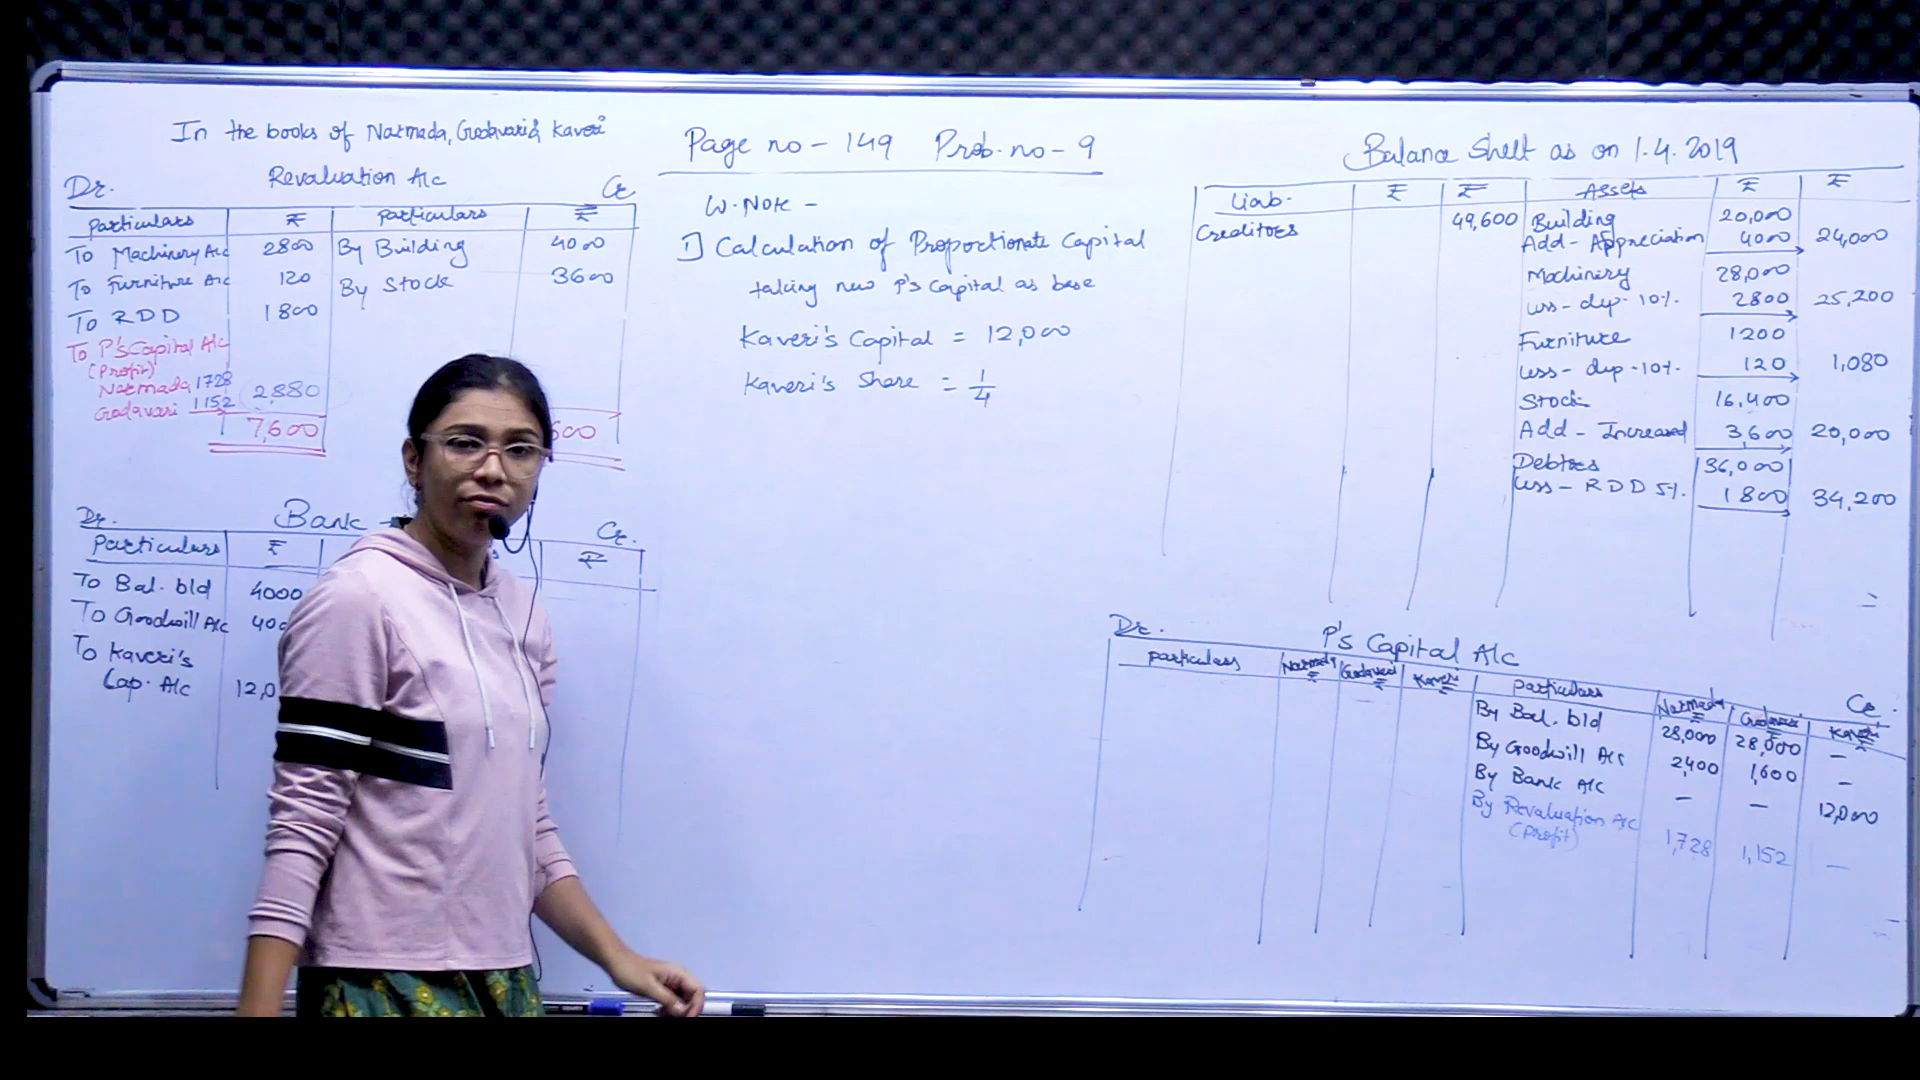 In the books of Narmada, Godavari & Kaveri
Revaluation A/c
Dr. Cr
Particulars ₹ Particulars ₹
To Machinery A/c 2800 By Building 4000
To Furniture A/c 120 By Stock 3600
To RDD 1800
To P's Capital A/c
(Profit)
Narmada 1728 2,880
Godavari 1152
7,600 600
Dr. Bank Cr.
Particulars ₹ ₹
To Bal. b/d 4000
To Goodwill A/c 400
To Kaveri's
Cap. A/c 12,0
Page no - 149 Prob. no - 9
W. Note -
1] Calculation of Proportionate Capital
taking new P's Capital as base
Kaveri's Capital = 12,000
Kaveri's Share = 1/4
Balance Sheet as on 1.4.2019
Liab. ₹ ₹ Assets ₹ ₹
Creditors 49,600 Building 20,000
Add - Appreciation 4000 24,000
Machinery 28,000
Less - dep. 10%. 2800 25,200
Furniture 1200
Less - dep. 10%. 120 1,080
Stock 16,400
Add - Increased 3,600 20,000
Debtors 36,000
Less - RDD 5%. 1800 34,200
Dr. P's Capital A/c Cr.
Particulars Narmada ₹ Godavari ₹ Kaveri ₹ Particulars Narmada ₹ Godavari ₹ Kaveri ₹
By Bal. b/d 28,000 28,000 -
By Goodwill A/c 2,400 1,600 -
By Bank A/c - - 12,000
By Revaluation A/c
(Profit) 1,728 1,152 -